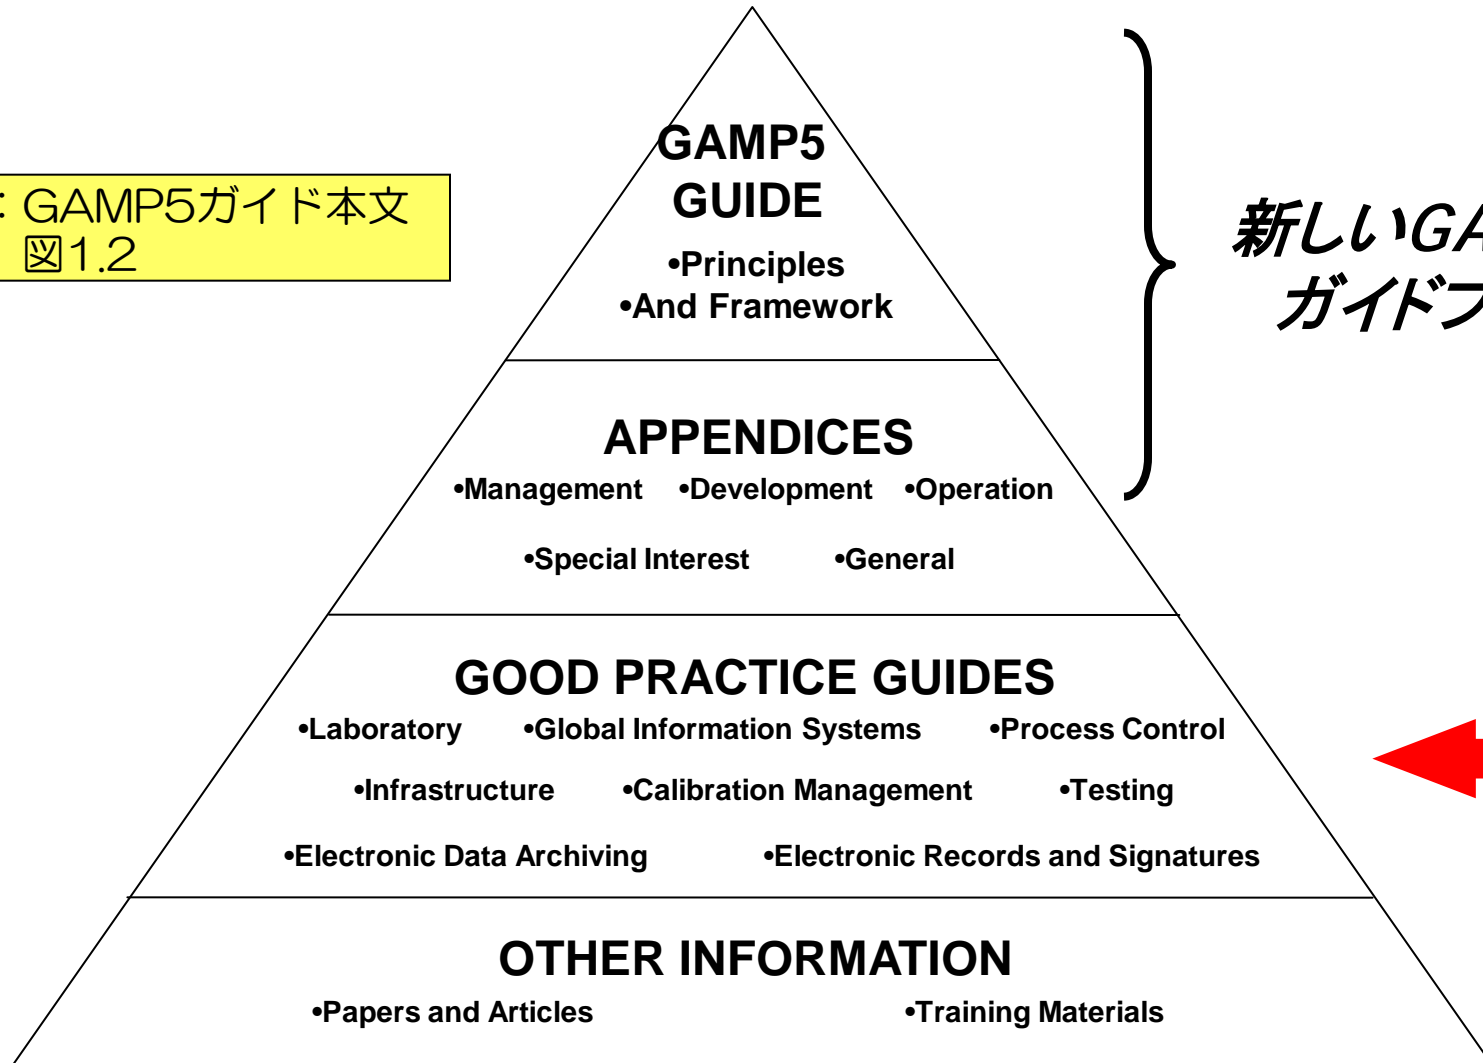 GAMP5
GUIDE
•Principles
•And Framework
: GAMP5ガイド本文
図1.2
新しいGA
ガイドブ
APPENDICES
•Management •Development •Operation
•Special Interest •General
GOOD PRACTICE GUIDES
•Laboratory •Global Information Systems •Process Control
•Infrastructure •Calibration Management •Testing
•Electronic Data Archiving •Electronic Records and Signatures
OTHER INFORMATION
•Papers and Articles •Training Materials